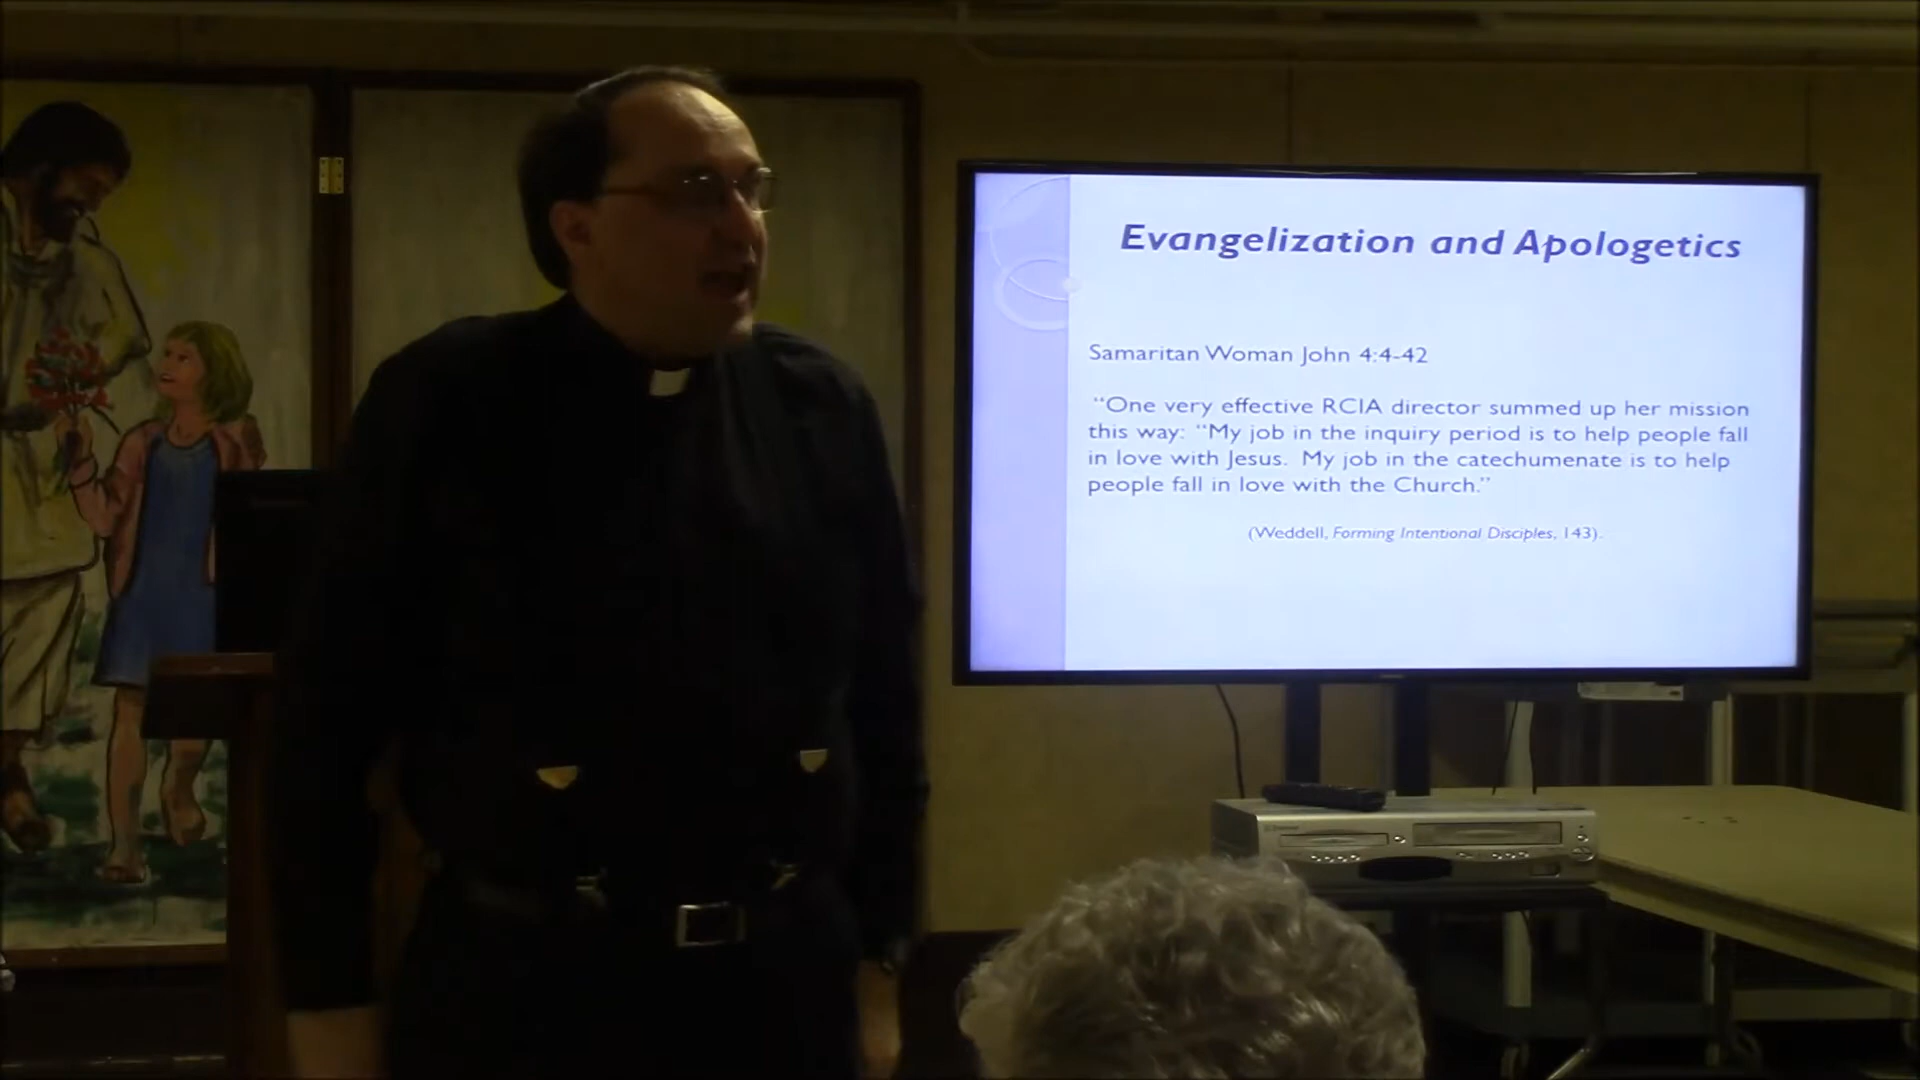 Evangelization and Apologetics
Samaritan Woman John 4:4-42
“One very effective RCIA director summed up her mission
this way: “My job in the inquiry period is to help people fall
in love with Jesus.  My job in the catechumenate is to help
people fall in love with the Church.”
(Weddell, Forming Intentional Disciples, 143).